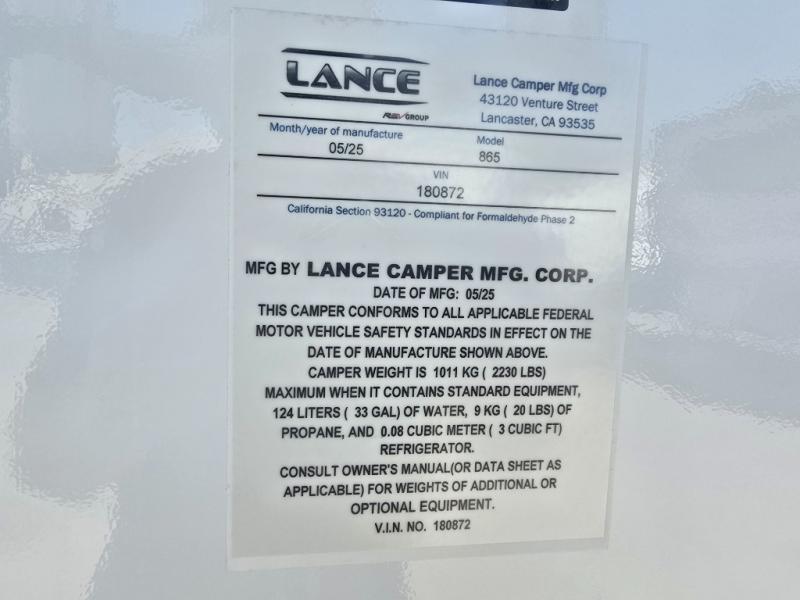 LANCE
REV GROUP
Lance Camper Mfg Corp
43120 Venture Street
Lancaster, CA 93535
Month/year of manufacture
05/25
Model
865
VIN
180872
California Section 93120 - Compliant for Formaldehyde Phase 2
MFG BY LANCE CAMPER MFG. CORP.
DATE OF MFG: 05/25
THIS CAMPER CONFORMS TO ALL APPLICABLE FEDERAL
MOTOR VEHICLE SAFETY STANDARDS IN EFFECT ON THE
DATE OF MANUFACTURE SHOWN ABOVE.
CAMPER WEIGHT IS 1011 KG ( 2230 LBS)
MAXIMUM WHEN IT CONTAINS STANDARD EQUIPMENT,
124 LITERS ( 33 GAL) OF WATER, 9 KG ( 20 LBS) OF
PROPANE, AND 0.08 CUBIC METER ( 3 CUBIC FT)
REFRIGERATOR.
CONSULT OWNER'S MANUAL(OR DATA SHEET AS
APPLICABLE) FOR WEIGHTS OF ADDITIONAL OR
OPTIONAL EQUIPMENT.
V.I.N. NO. 180872